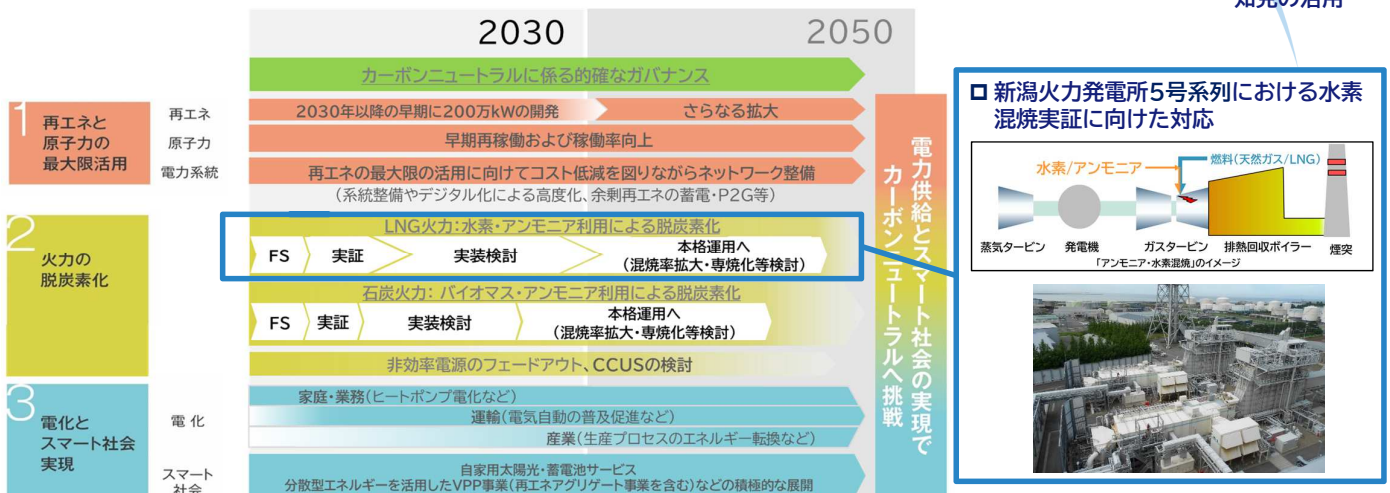 知見の活用
2030
2050
カーボンニュートラルに係る的確なガバナンス
1
再エネと
原子力の
最大限活用
再エネ
2030年以降の早期に200万kWの開発
さらなる拡大
原子力
早期再稼働および稼働率向上
電力系統
再エネの最大限の活用に向けてコスト低減を図りながらネットワーク整備
(系統整備やデジタル化による高度化、余剰再エネの蓄電・P2G等)
2
火力の
脱炭素化
LNG火力:水素・アンモニア利用による脱炭素化
FS
実証
実装検討
本格運用へ
(混焼率拡大・専焼化等検討)
石炭火力: バイオマス・アンモニア利用による脱炭素化
FS
実証
実装検討
本格運用へ
(混焼率拡大・専焼化等検討)
非効率電源のフェードアウト、CCUSの検討
3
電化と
スマート社会
実現
電 化
家庭・業務(ヒートポンプ電化など)
運輸(電気自動の普及促進など)
産業(生産プロセスのエネルギー転換など)
スマート
社会
自家用太陽光・蓄電池サービス
分散型エネルギーを活用したVPP事業(再エネアグリゲート事業を含む)などの積極的な展開
電力供給とスマート社会の実現で
カーボンニュートラルへ挑戦
新潟火力発電所5号系列における水素
混焼実証に向けた対応
水素/アンモニア
燃料(天然ガス/LNG)
蒸気タービン
発電機
ガスタービン
排熱回収ボイラー
煙突
「アンモニア・水素混焼」のイメージ